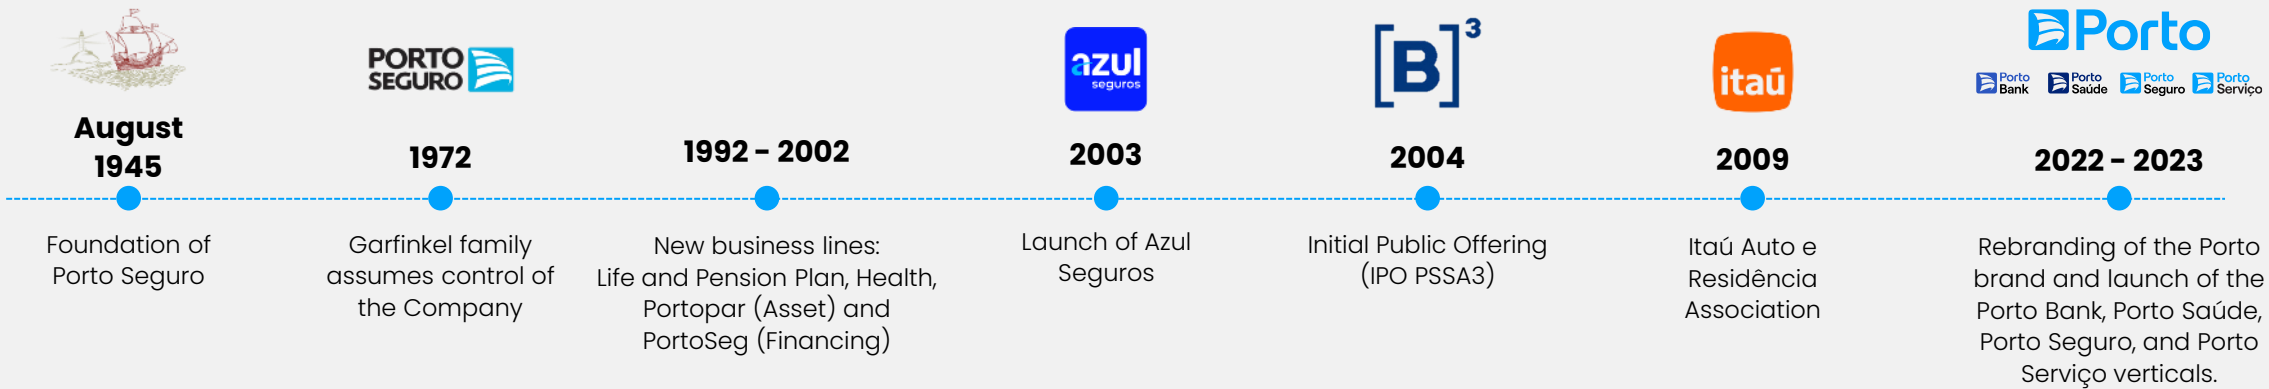 PORTO
SEGURO
azul
seguros
[B]³
itaú
Porto
Porto
Bank
Porto
Saúde
Porto
Seguro
Porto
Serviço
August
1945
1972
1992 - 2002
2003
2004
2009
2022 - 2023
Foundation of
Porto Seguro
Garfinkel family
assumes control of
the Company
New business lines:
Life and Pension Plan, Health,
Portopar (Asset) and
PortoSeg (Financing)
Launch of Azul
Seguros
Initial Public Offering
(IPO PSSA3)
Itaú Auto e
Residência
Association
Rebranding of the Porto
brand and launch of the
Porto Bank, Porto Saúde,
Porto Seguro, and Porto
Serviço verticals.